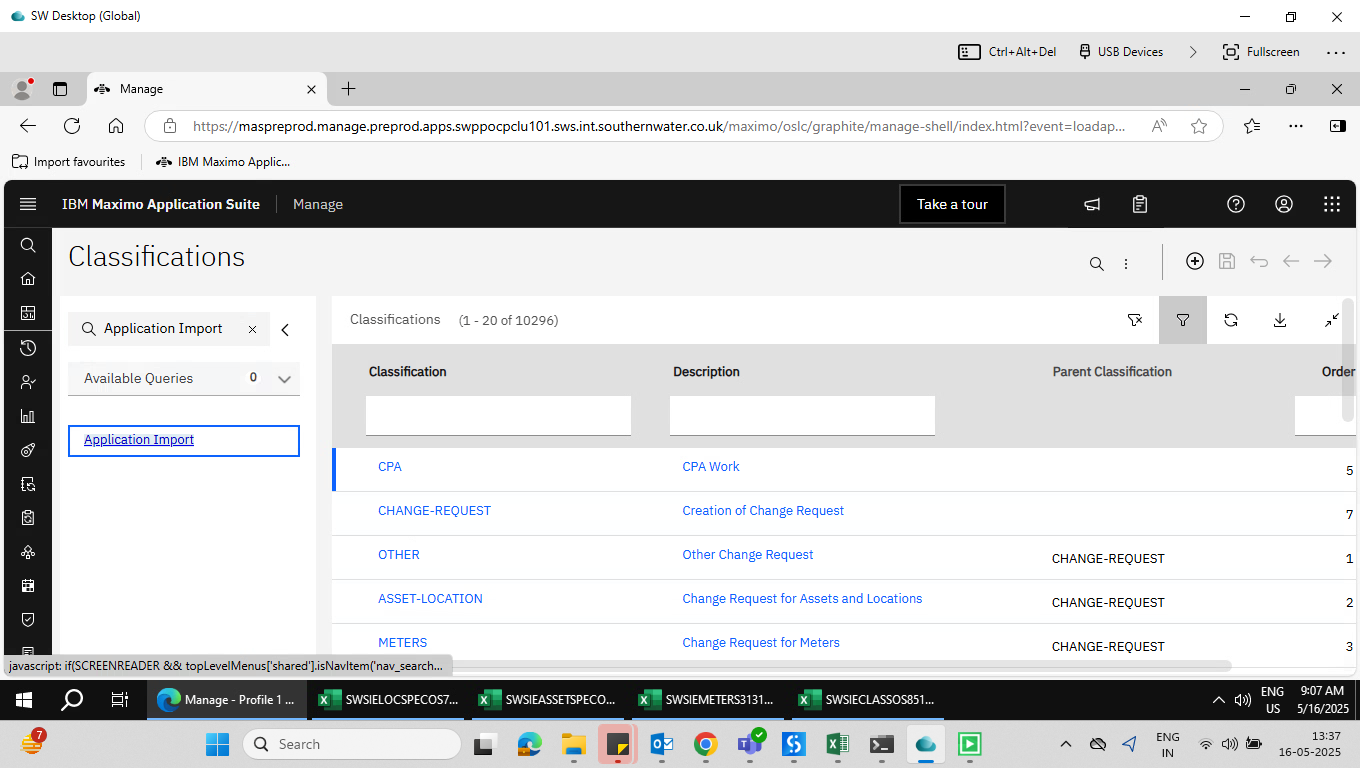 SW Desktop (Global)
Ctrl+Alt+Del
USB Devices
Fullscreen
Manage
https://maspreprod.manage.preprod.apps.swppocpclu101.sws.int.southernwater.co.uk/maximo/oslc/graphite/manage-shell/index.html?event=loadap...
Import favourites
IBM Maximo Applic...
IBM Maximo Application Suite
Manage
Take a tour
Classifications
Application Import
Available Queries 0
Application Import
Classifications (1 - 20 of 10296)
Classification Description Parent Classification Order
CPA CPA Work 5
CHANGE-REQUEST Creation of Change Request 7
OTHER Other Change Request CHANGE-REQUEST 1
ASSET-LOCATION Change Request for Assets and Locations CHANGE-REQUEST 2
METERS Change Request for Meters CHANGE-REQUEST 3
javascript: if(SCREENREADER && topLevelMenus['shared'].isNavItem('nav_search...
Manage - Profile 1 ...
SWSIELOCSPECOS7...
SWSIEASSETSPECO...
SWSIEMETERS3131...
SWSIECLASSOS851...
ENG
US
9:07 AM
5/16/2025
7
Search
ENG
IN
13:37
16-05-2025